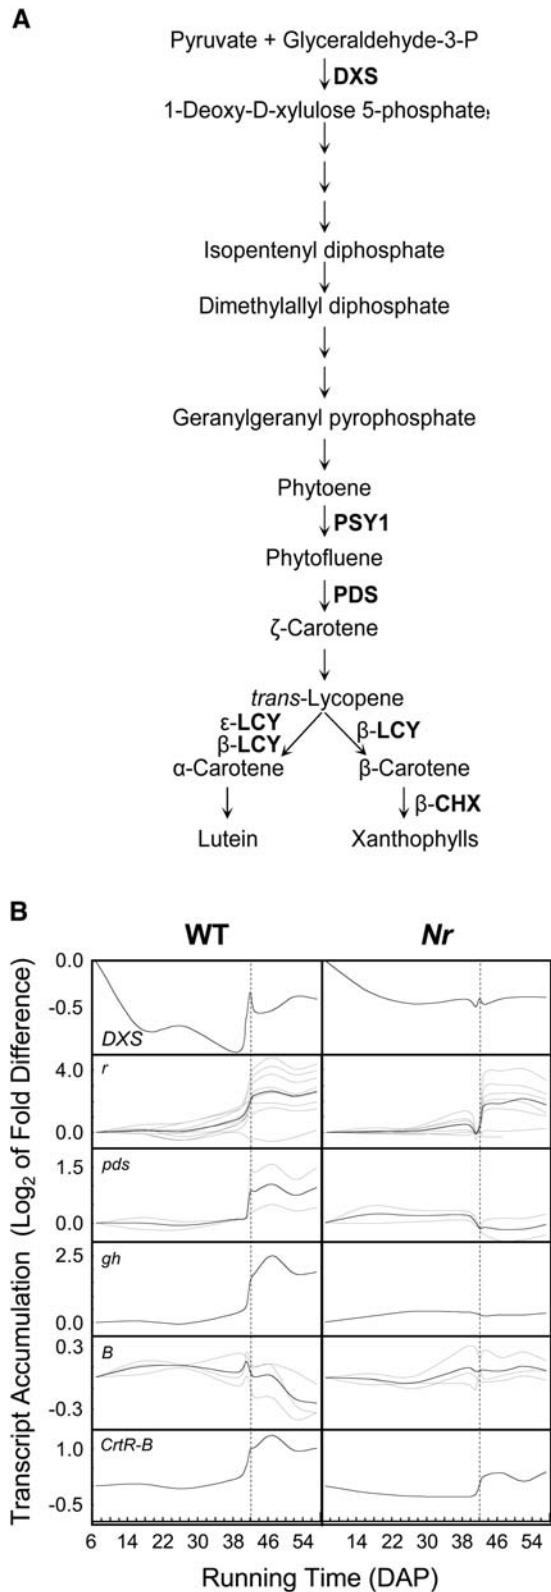 A
Pyruvate + Glyceraldehyde-3-P
DXS
1-Deoxy-D-xylulose 5-phosphate,
Isopentenyl diphosphate
Dimethylallyl diphosphate
Geranylgeranyl pyrophosphate
Phytoene
PSY1
Phytofluene
PDS
ζ-Carotene
trans-Lycopene
ε-LCY
β-LCY
β-LCY
α-Carotene
β-Carotene
β-CHX
Lutein
Xanthophylls
B
WT
Nr
Transcript Accumulation (Log2 of Fold Difference)
0.0
-0.5
DXS
4.0
0.0
r
1.5
0.0
pds
2.5
0.0
gh
0.3
-0.3
B
1.0
-0.5
CrtR-B
6 14 22 30 38 46 54
14 22 30 38 46 54
Running Time (DAP)